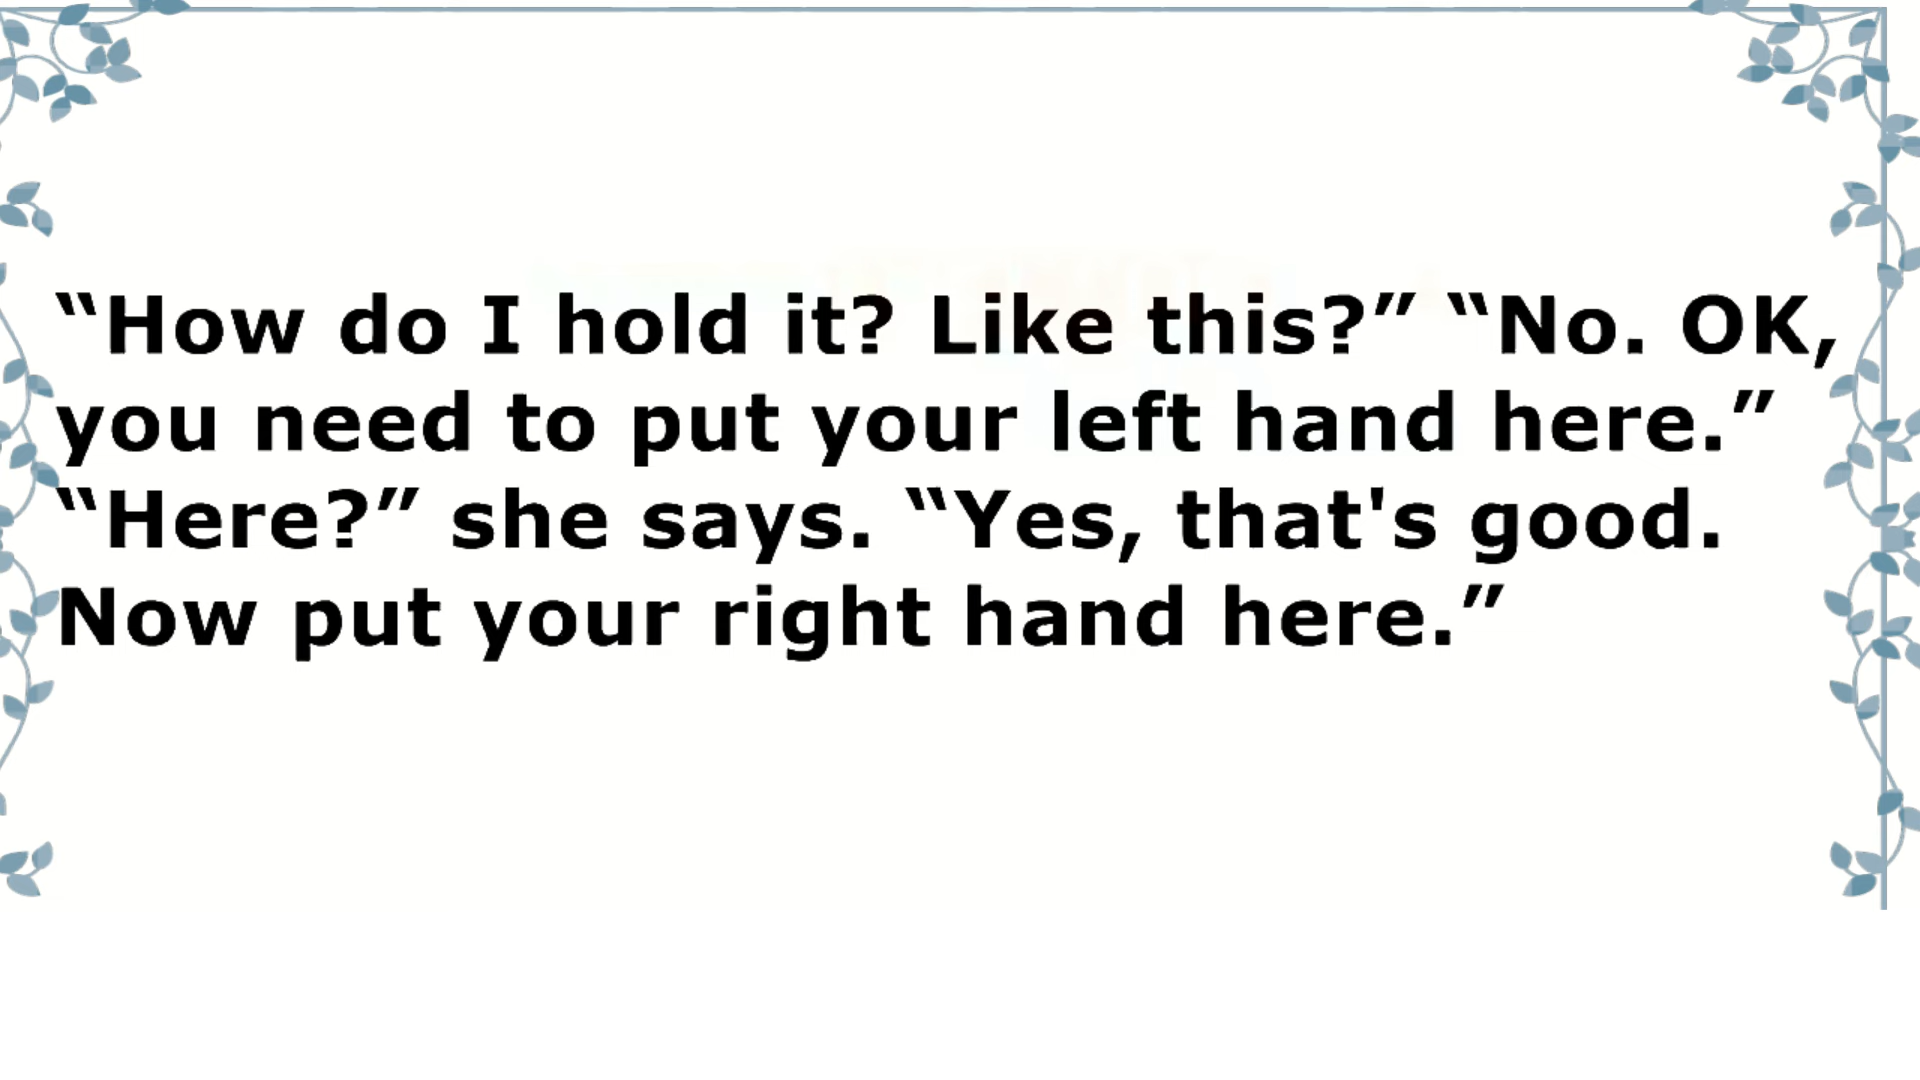 “How do I hold it? Like this?” “No. OK,
you need to put your left hand here.”
“Here?” she says. “Yes, that's good.
Now put your right hand here.”